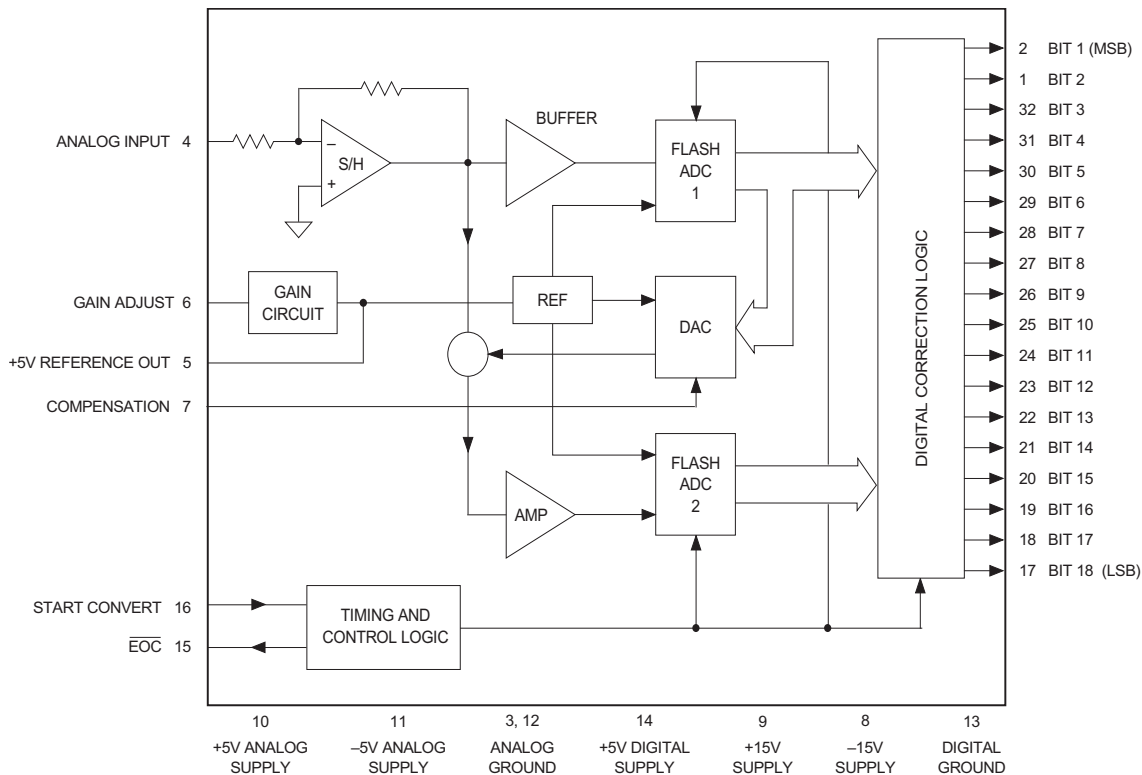 ANALOG INPUT 4
GAIN ADJUST 6
+5V REFERENCE OUT 5
COMPENSATION 7
START CONVERT 16
EOC 15
–
S/H
+
BUFFER
FLASH
ADC
1
GAIN
CIRCUIT
REF
DAC
AMP
FLASH
ADC
2
TIMING AND
CONTROL LOGIC
DIGITAL CORRECTION LOGIC
2 BIT 1 (MSB)
1 BIT 2
32 BIT 3
31 BIT 4
30 BIT 5
29 BIT 6
28 BIT 7
27 BIT 8
26 BIT 9
25 BIT 10
24 BIT 11
23 BIT 12
22 BIT 13
21 BIT 14
20 BIT 15
19 BIT 16
18 BIT 17
17 BIT 18 (LSB)
10
+5V ANALOG
SUPPLY
11
–5V ANALOG
SUPPLY
3, 12
ANALOG
GROUND
14
+5V DIGITAL
SUPPLY
9
+15V
SUPPLY
8
–15V
SUPPLY
13
DIGITAL
GROUND